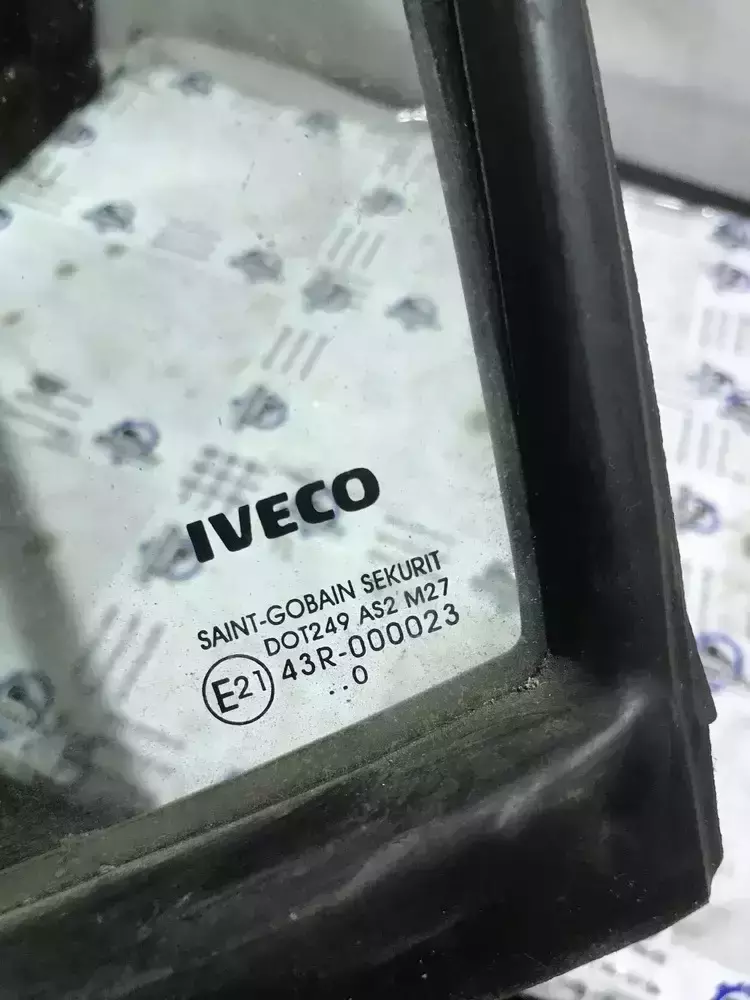 IVECO
SAINT-GOBAIN SEKURIT
DOT249 AS2 M27
E21 43R-000023
..0